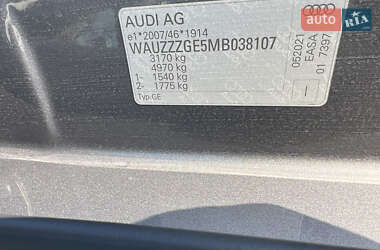 AUTO RIA
AUDI AG
e1*2007/46*1914
WAUZZZGE5MB038107
3170 kg
4970 kg
1- 1540 kg
2- 1775 kg
Typ:GE
052021
EASA
01 7397